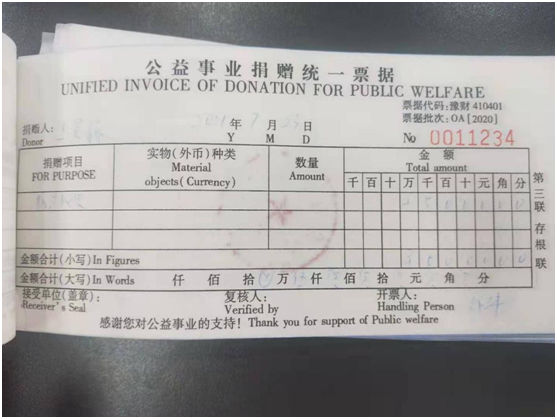 公益事业捐赠统一票据
UNIFIED INVOICE OF DONATION FOR PUBLIC WELFARE
票据代码:豫财 410401
票据批次:OA[2020]
捐赠人: 年 月 日
Donor Y M D No 0011234
捐赠项目 实物(外币)种类 数量 金额
FOR PURPOSE Material Amount Total amount
objects(Currency) 千 百 十 万 千 百 十 元 角 分
第三联 存根联
金额合计(小写)In Figures
金额合计(大写)In Words 仟 佰 拾 万 仟 佰 拾 元 角 分
接受单位(盖章): 复核人: 开票人:
Receiver's Seal Verified by Handling Person
感谢您对公益事业的支持! Thank you for support of Public welfare